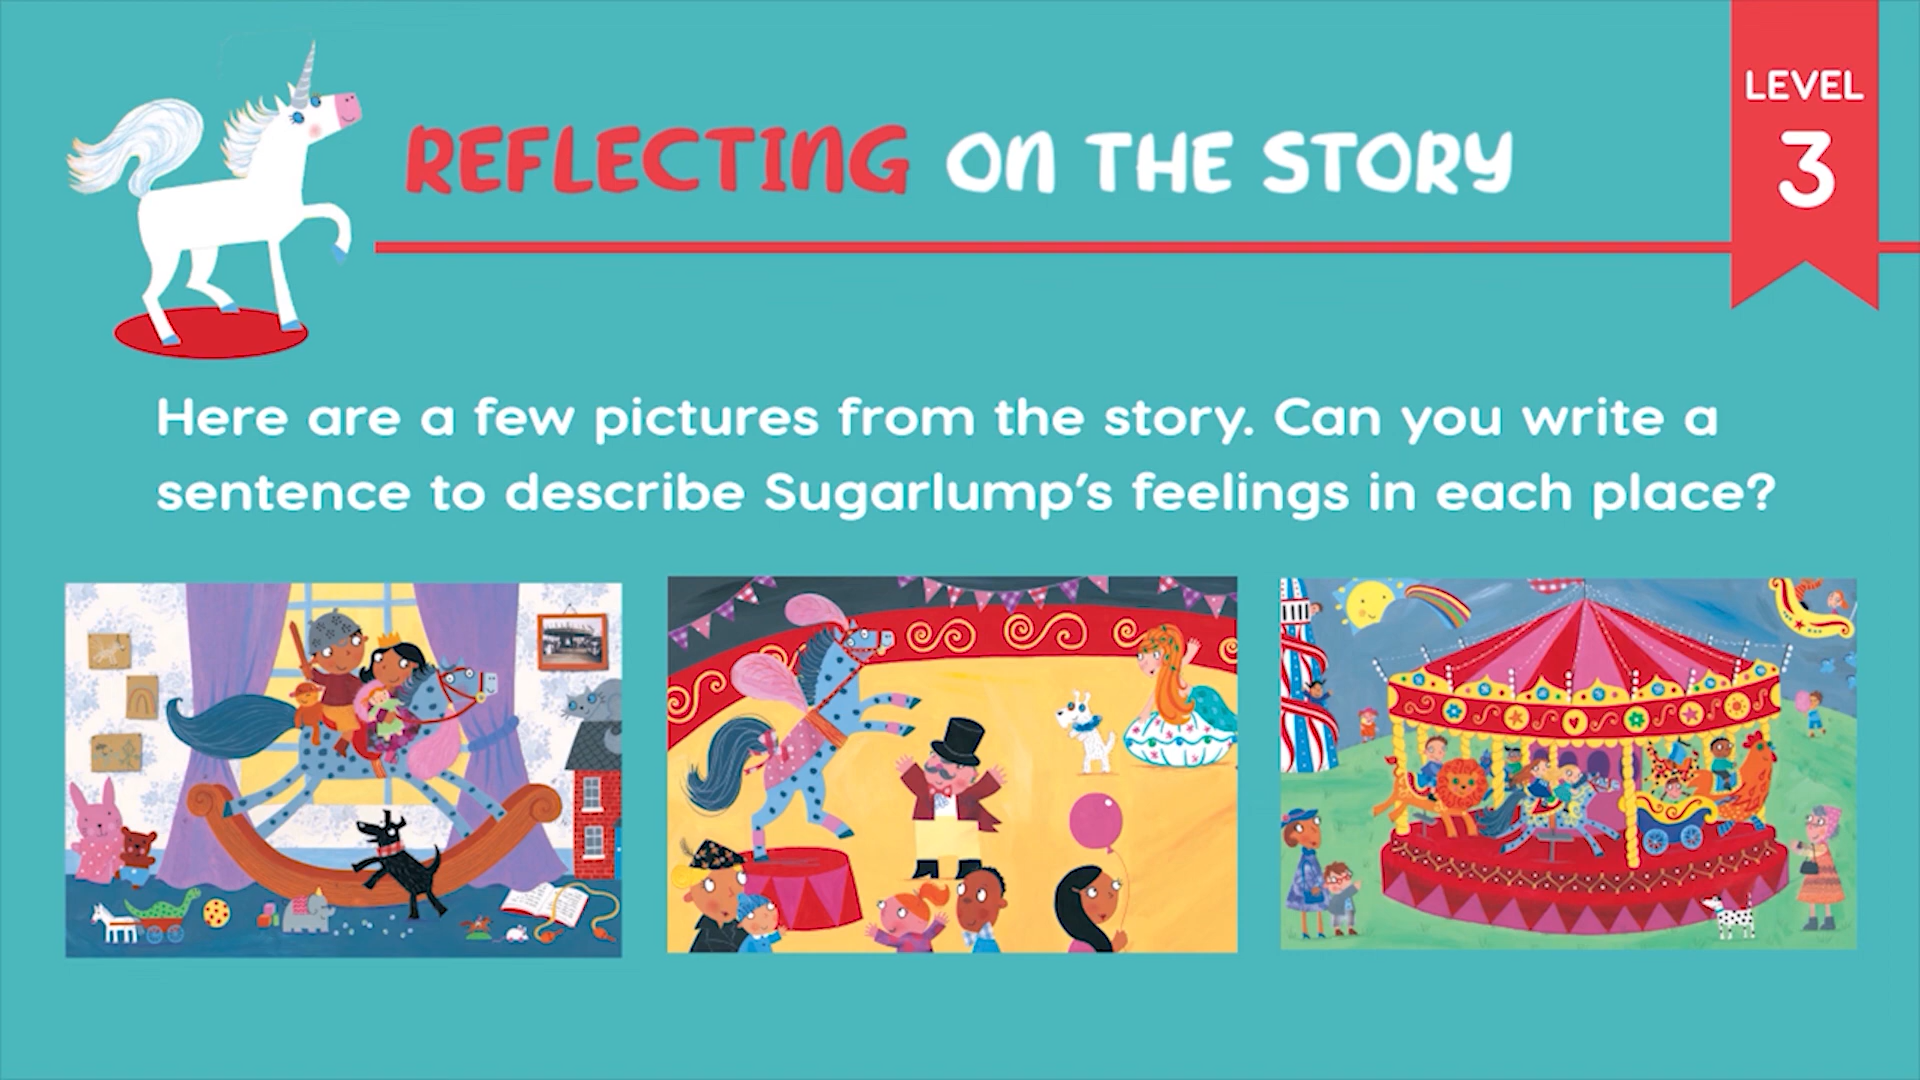 REFLECTING ON THE STORY
LEVEL
3
Here are a few pictures from the story. Can you write a
sentence to describe Sugarlump's feelings in each place?